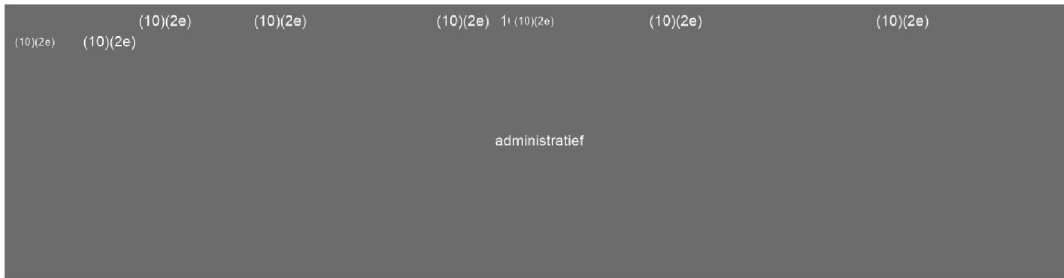 (10)(2e) (10)(2e) (10)(2e) (10)(2e) (10)(2e) (10)(2e)
(10)(2e) (10)(2e)
administratief